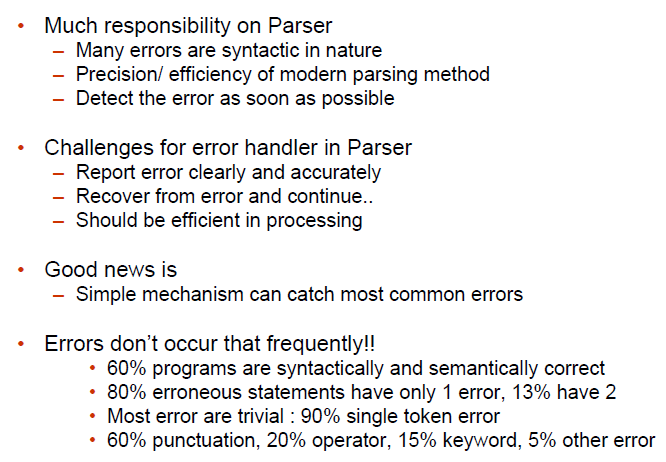 • Much responsibility on Parser
– Many errors are syntactic in nature
– Precision/ efficiency of modern parsing method
– Detect the error as soon as possible
• Challenges for error handler in Parser
– Report error clearly and accurately
– Recover from error and continue..
– Should be efficient in processing
• Good news is
– Simple mechanism can catch most common errors
• Errors don't occur that frequently!!
• 60% programs are syntactically and semantically correct
• 80% erroneous statements have only 1 error, 13% have 2
• Most error are trivial : 90% single token error
• 60% punctuation, 20% operator, 15% keyword, 5% other error